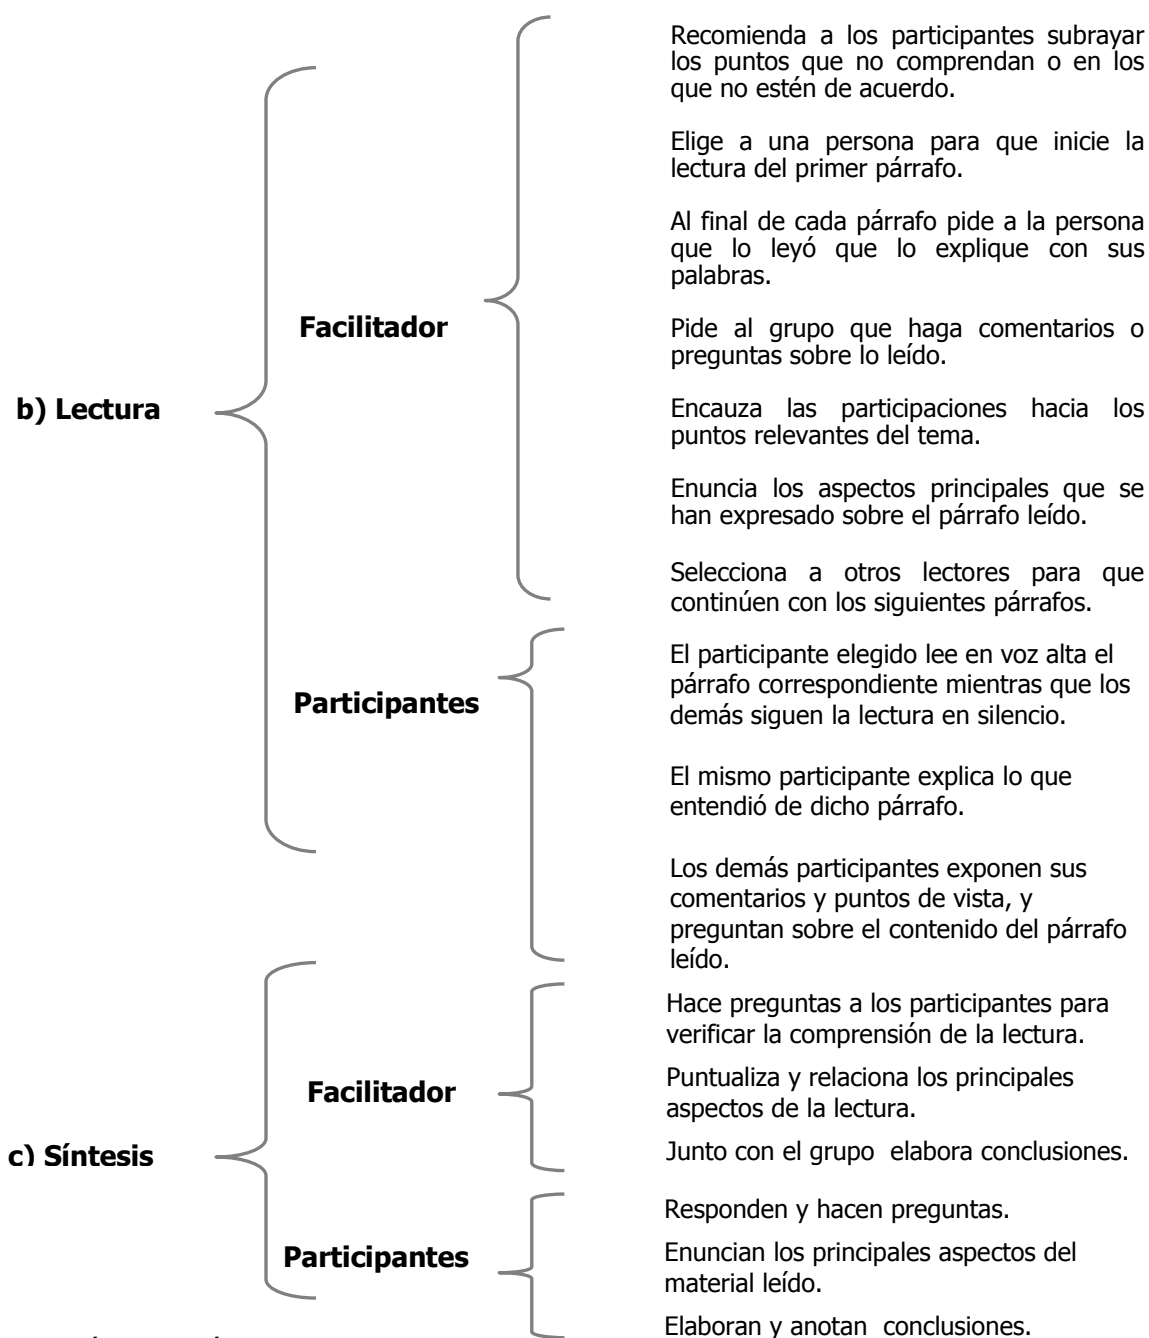 b) Lectura
Facilitador
Recomienda a los participantes subrayar
los puntos que no comprendan o en los
que no estén de acuerdo.
Elige a una persona para que inicie la
lectura del primer párrafo.
Al final de cada párrafo pide a la persona
que lo leyó que lo explique con sus
palabras.
Pide al grupo que haga comentarios o
preguntas sobre lo leído.
Encauza las participaciones hacia los
puntos relevantes del tema.
Enuncia los aspectos principales que se
han expresado sobre el párrafo leído.
Selecciona a otros lectores para que
continúen con los siguientes párrafos.
Participantes
El participante elegido lee en voz alta el
párrafo correspondiente mientras que los
demás siguen la lectura en silencio.
El mismo participante explica lo que
entendió de dicho párrafo.
Los demás participantes exponen sus
comentarios y puntos de vista, y
preguntan sobre el contenido del párrafo
leído.
c) Síntesis
Facilitador
Hace preguntas a los participantes para
verificar la comprensión de la lectura.
Puntualiza y relaciona los principales
aspectos de la lectura.
Junto con el grupo elabora conclusiones.
Participantes
Responden y hacen preguntas.
Enuncian los principales aspectos del
material leído.
Elaboran y anotan conclusiones.